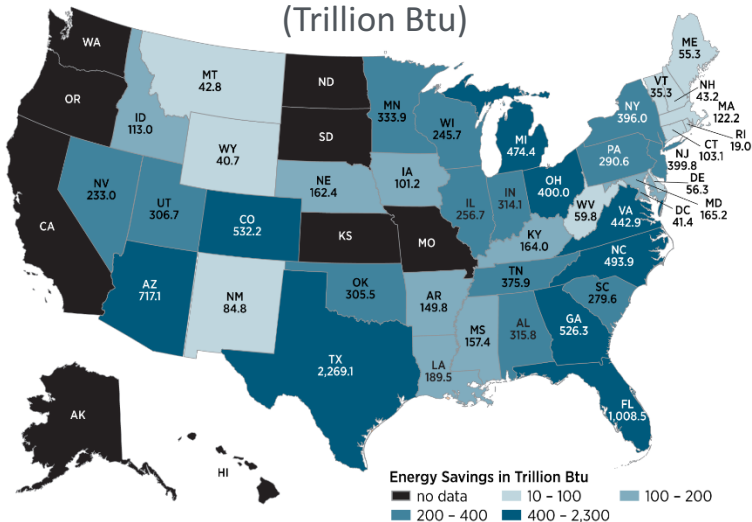 (Trillion Btu)
WA
OR
CA
NV
233.0
ID
113.0
MT
42.8
WY
40.7
UT
306.7
CO
532.2
AZ
717.1
NM
84.8
ND
SD
NE
162.4
KS
OK
305.5
TX
2,269.1
MN
333.9
IA
101.2
MO
AR
149.8
LA
189.5
WI
245.7
IL
256.7
IN
314.1
MI
474.4
OH
400.0
KY
164.0
TN
375.9
MS
157.4
AL
315.8
GA
526.3
FL
1,008.5
SC
279.6
NC
493.9
VA
442.9
WV
59.8
PA
290.6
NY
396.0
VT
35.3
ME
55.3
NH
43.2
MA
122.2
RI
19.0
CT
103.1
NJ
399.8
DE
56.3
MD
165.2
DC
41.4
AK
HI
Energy Savings in Trillion Btu
no data
10 – 100
100 – 200
200 – 400
400 – 2,300